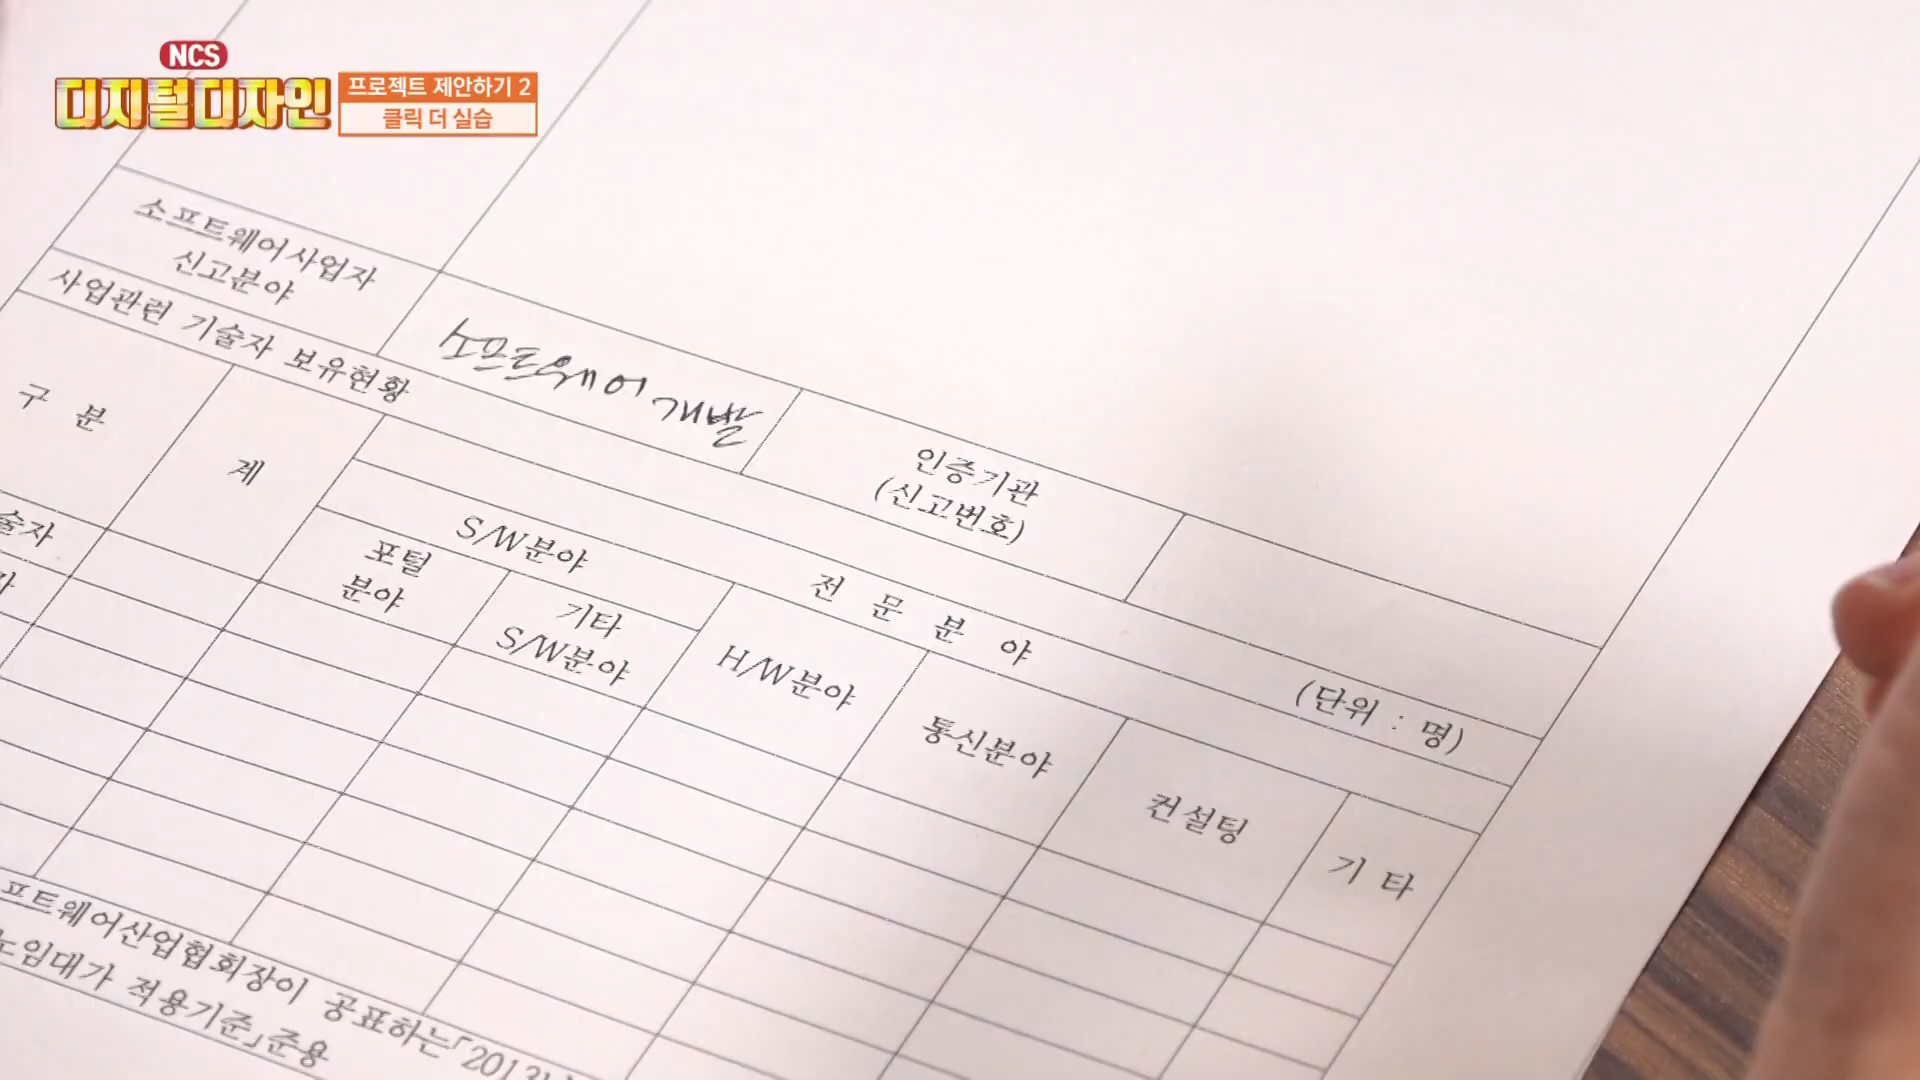 NCS
디지털디자인
프로젝트 제안하기 2
클릭 더 실습
소프트웨어사업자
신고분야
소프트웨어 개발
인증기관
(신고번호)
사업관련 기술자 보유현황
(단위 : 명)
구 분
계
전 문 분 야
S/W분야
포털
분야
기타
S/W분야
H/W분야
통신분야
컨설팅
기 타
술자
자
프트웨어산업협회장이 공표하는「2013
노임대가 적용기준」준용